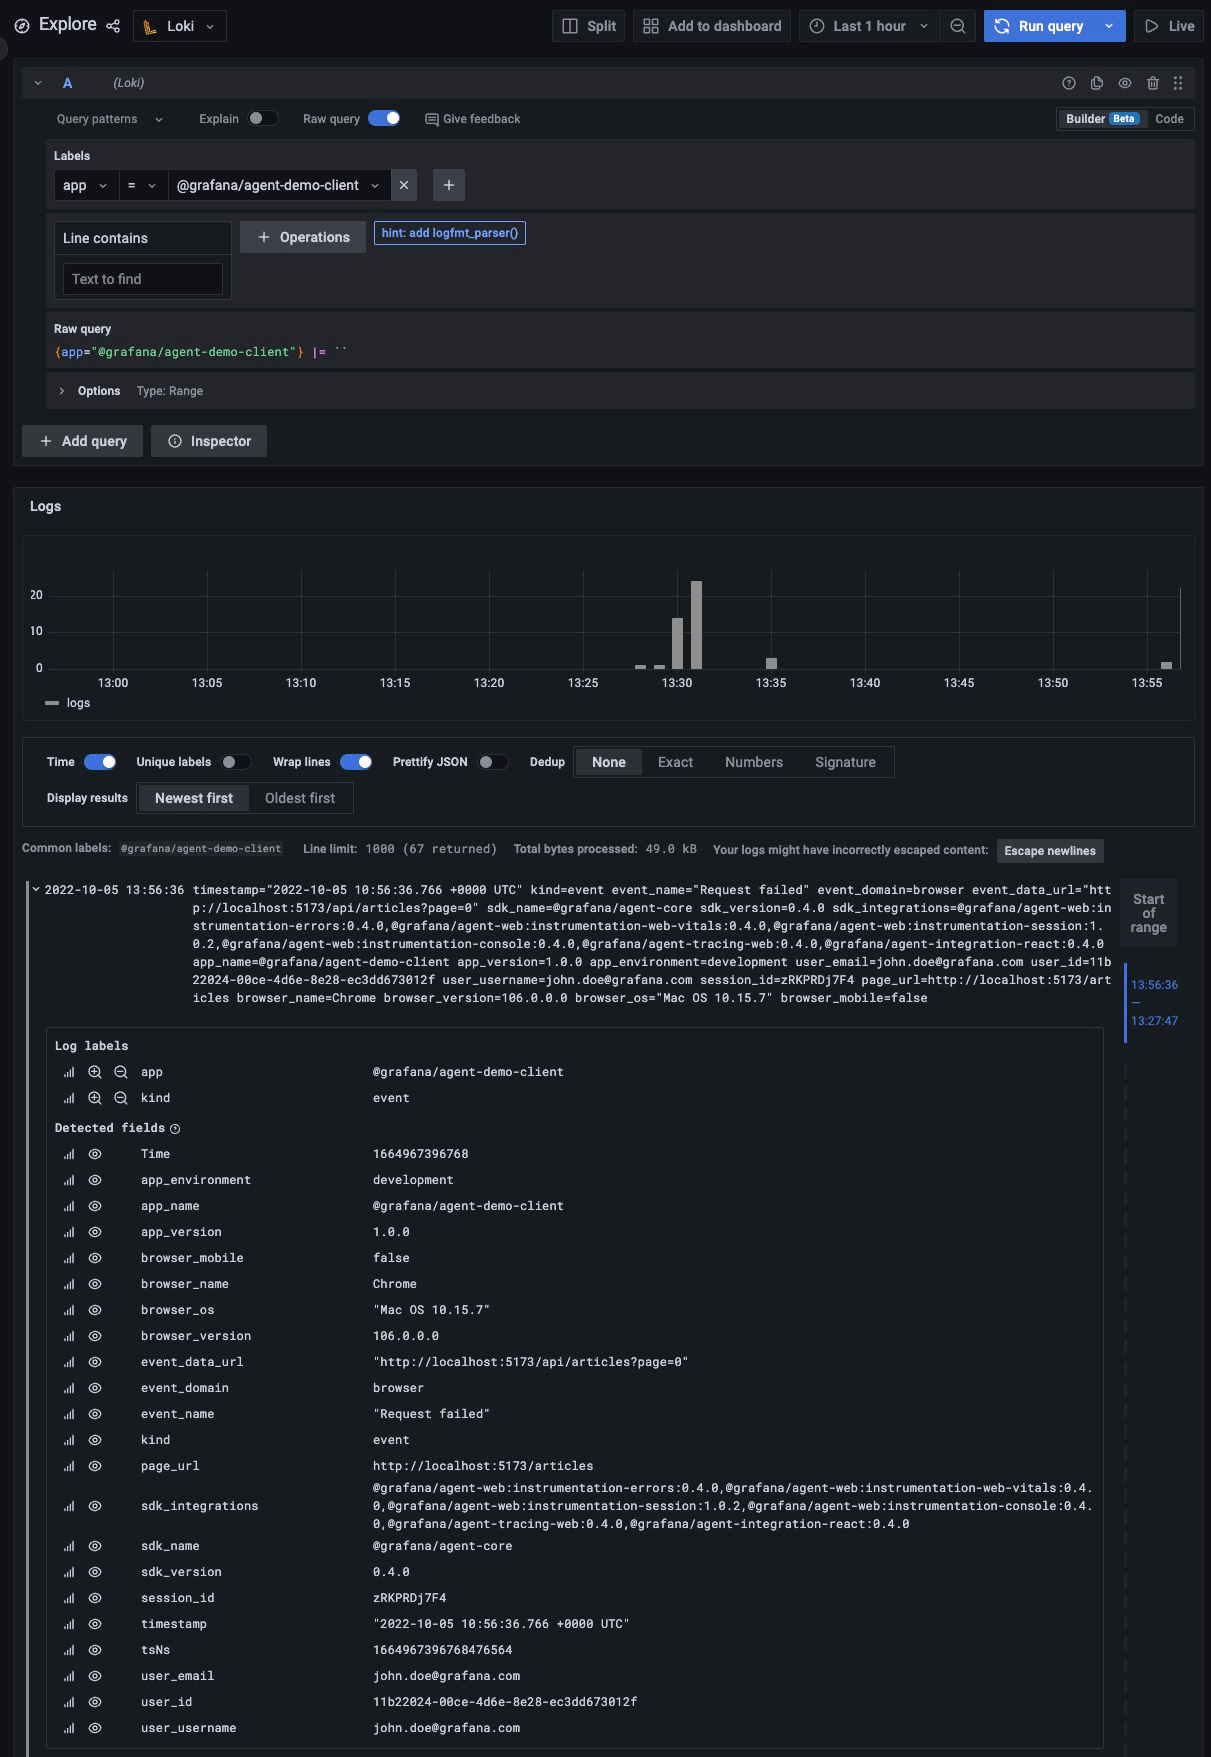 Explore Loki Split Add to dashboard Last 1 hour Run query Live
A (Loki)
Query patterns Explain Raw query Give feedback Builder Beta Code
Labels
app = @grafana/agent-demo-client × +
Line contains + Operations hint: add logfmt_parser()
Text to find
Raw query
{app="@grafana/agent-demo-client"} |= ``
Options Type: Range
+ Add query Inspector
Logs
20
10
0
13:00 13:05 13:10 13:15 13:20 13:25 13:30 13:35 13:40 13:45 13:50 13:55
logs
Time Unique labels Wrap lines Prettify JSON Dedup None Exact Numbers Signature
Display results Newest first Oldest first
Common labels: @grafana/agent-demo-client Line limit: 1000 (67 returned) Total bytes processed: 49.0 kB Your logs might have incorrectly escaped content: Escape newlines
2022-10-05 13:56:36 timestamp="2022-10-05 10:56:36.766 +0000 UTC" kind=event event_name="Request failed" event_domain=browser event_data_url="htt
p://localhost:5173/api/articles?page=0" sdk_name=@grafana/agent-core sdk_version=0.4.0 sdk_integrations=@grafana/agent-web:in
strumentation-errors:0.4.0,@grafana/agent-web:instrumentation-web-vitals:0.4.0,@grafana/agent-web:instrumentation-session:1.
0.2,@grafana/agent-web:instrumentation-console:0.4.0,@grafana/agent-tracing-web:0.4.0,@grafana/agent-integration-react:0.4.0
app_name=@grafana/agent-demo-client app_version=1.0.0 app_environment=development user_email=john.doe@grafana.com user_id=11b
22024-00ce-4d6e-8e28-ec3dd673012f user_username=john.doe@grafana.com session_id=zRKPRDj7F4 page_url=http://localhost:5173/art
icles browser_name=Chrome browser_version=106.0.0.0 browser_os="Mac OS 10.15.7" browser_mobile=false
Start
of
range
13:56:36
—
13:27:47
Log labels
app @grafana/agent-demo-client
kind event
Detected fields
Time 1664967396768
app_environment development
app_name @grafana/agent-demo-client
app_version 1.0.0
browser_mobile false
browser_name Chrome
browser_os "Mac OS 10.15.7"
browser_version 106.0.0.0
event_data_url "http://localhost:5173/api/articles?page=0"
event_domain browser
event_name "Request failed"
kind event
page_url http://localhost:5173/articles
@grafana/agent-web:instrumentation-errors:0.4.0,@grafana/agent-web:instrumentation-web-vitals:0.4.
sdk_integrations 0,@grafana/agent-web:instrumentation-session:1.0.2,@grafana/agent-web:instrumentation-console:0.4.
0,@grafana/agent-tracing-web:0.4.0,@grafana/agent-integration-react:0.4.0
sdk_name @grafana/agent-core
sdk_version 0.4.0
session_id zRKPRDj7F4
timestamp "2022-10-05 10:56:36.766 +0000 UTC"
tsNs 1664967396768476564
user_email john.doe@grafana.com
user_id 11b22024-00ce-4d6e-8e28-ec3dd673012f
user_username john.doe@grafana.com